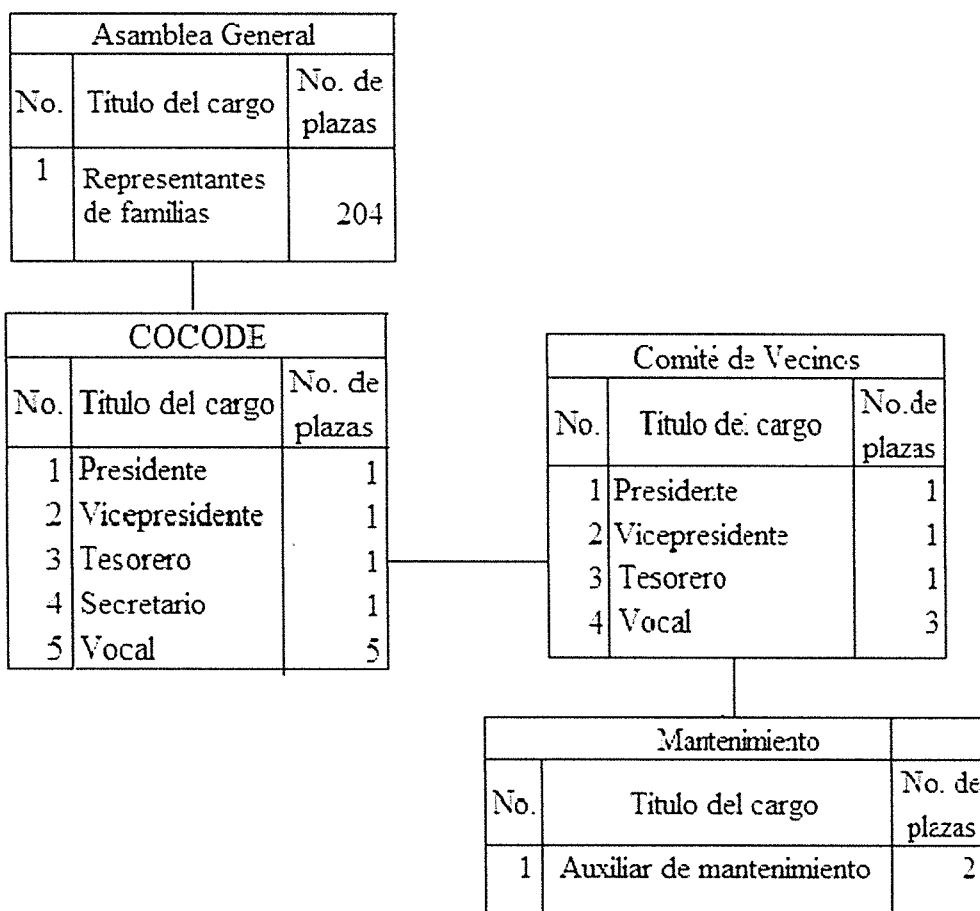 Asamblea General
No. Titulo del cargo No. de plazas
1 Representantes de familias 204
COCODE
No. Titulo del cargo No. de plazas
1 Presidente 1
2 Vicepresidente 1
3 Tesorero 1
4 Secretario 1
5 Vocal 5
Comité de Vecinos
No. Titulo del cargo No.de plazas
1 Presidente 1
2 Vicepresidente 1
3 Tesorero 1
4 Vocal 3
Mantenimiento
No. Titulo del cargo No. de plazas
1 Auxiliar de mantenimiento 2